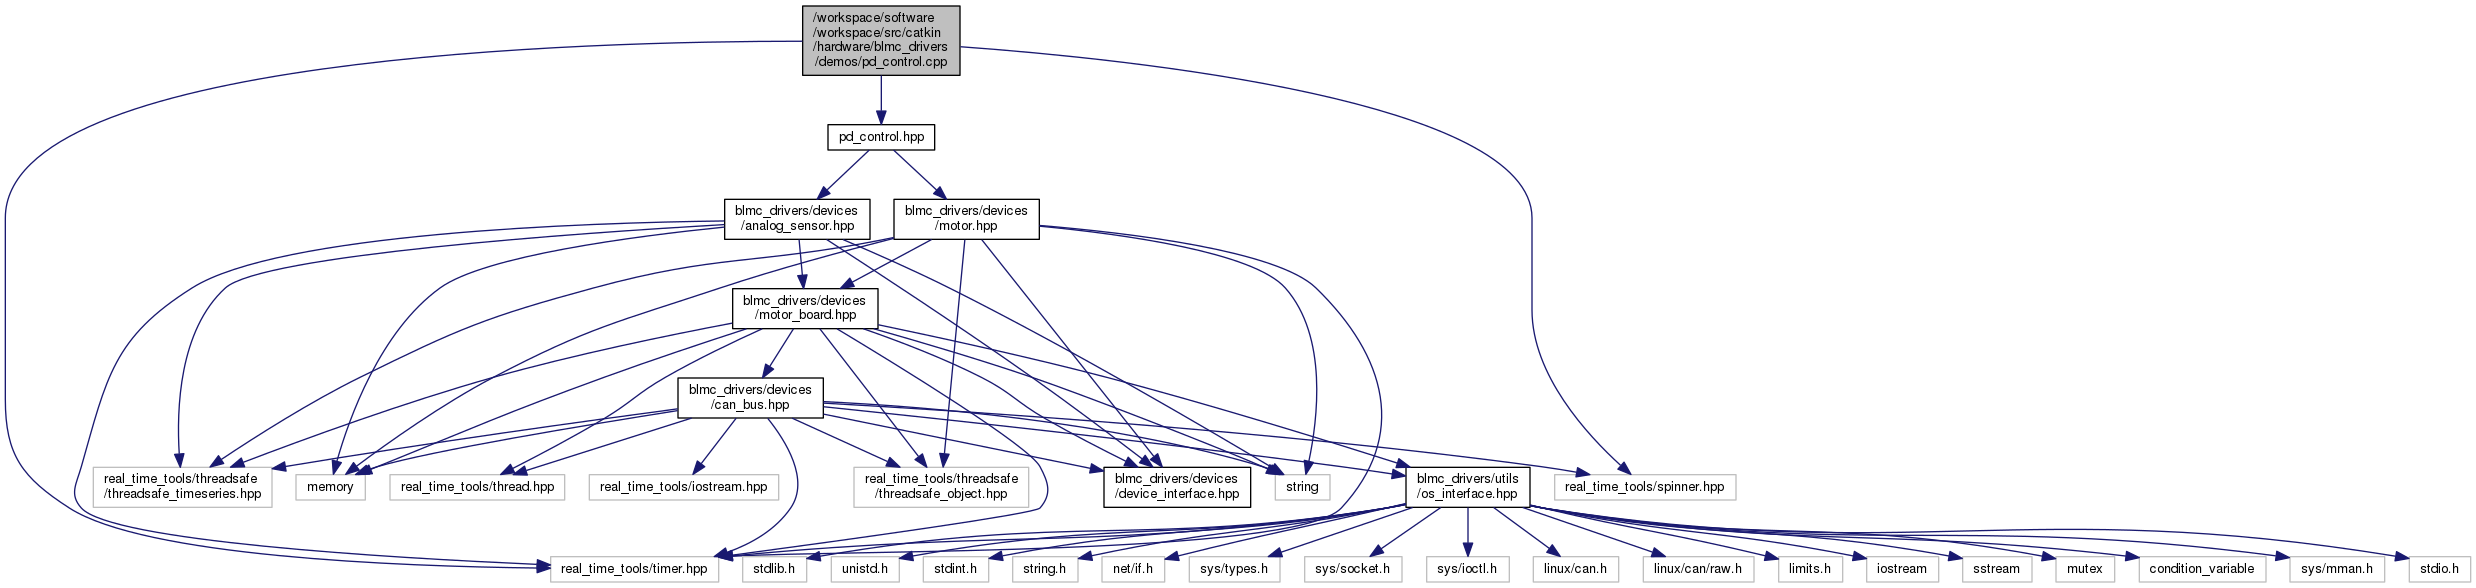 /workspace/software
/workspace/src/catkin
/hardware/blmc_drivers
/demos/pd_control.cpp
pd_control.hpp
blmc_drivers/devices
/analog_sensor.hpp
blmc_drivers/devices
/motor.hpp
blmc_drivers/devices
/motor_board.hpp
blmc_drivers/devices
/can_bus.hpp
real_time_tools/threadsafe
/threadsafe_timeseries.hpp
memory
real_time_tools/thread.hpp
real_time_tools/iostream.hpp
real_time_tools/threadsafe
/threadsafe_object.hpp
blmc_drivers/devices
/device_interface.hpp
string
blmc_drivers/utils
/os_interface.hpp
real_time_tools/spinner.hpp
real_time_tools/timer.hpp
stdlib.h
unistd.h
stdint.h
string.h
net/if.h
sys/types.h
sys/socket.h
sys/ioctl.h
linux/can.h
linux/can/raw.h
limits.h
iostream
sstream
mutex
condition_variable
sys/mman.h
stdio.h